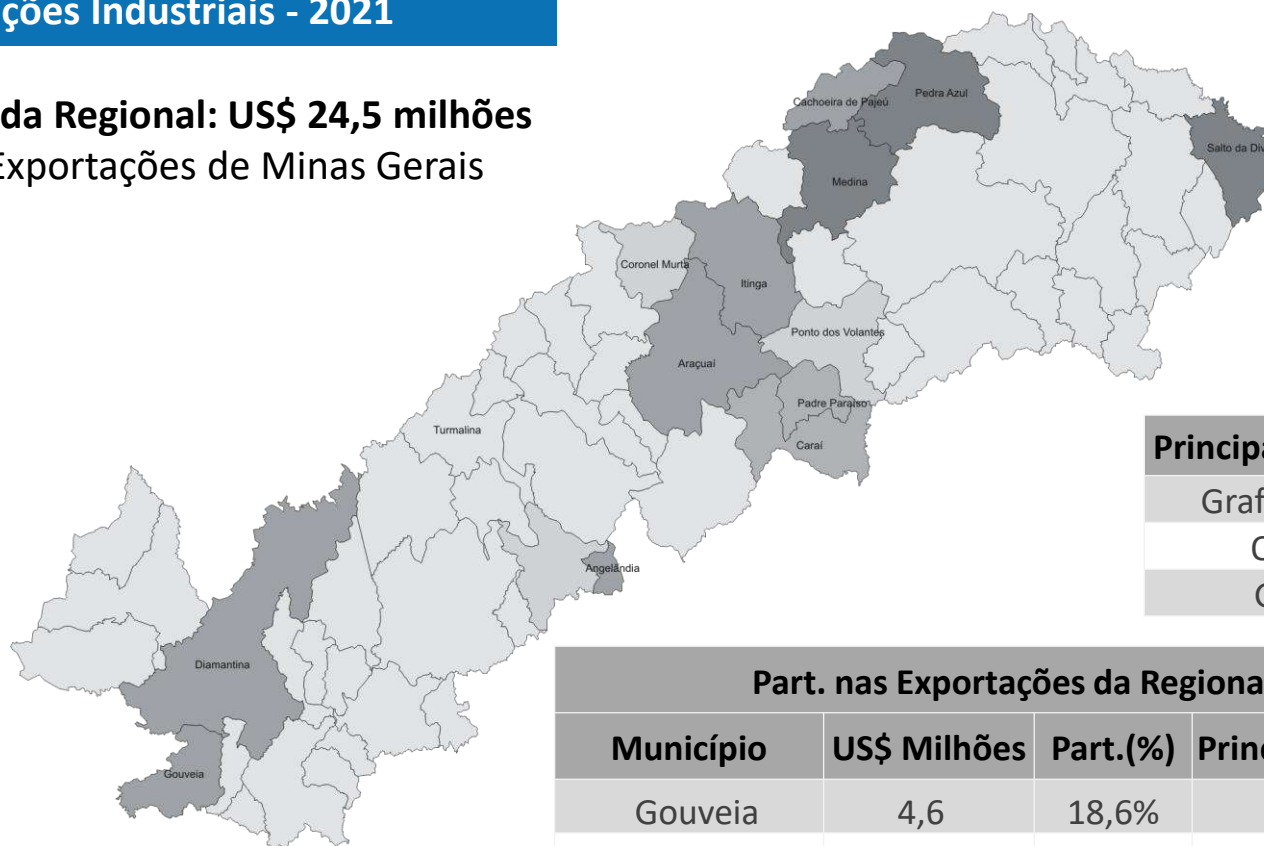 ções Industriais - 2021
da Regional: US$ 24,5 milhões
Exportações de Minas Gerais
Pedra Azul
Cachoeira de Pajeú
Salto da Div
Medina
Coronel Murta
Itinga
Ponto dos Volantes
Araçuaí
Padre Paraíso
Turmalina
Caraí
Angelândia
Diamantina
Gouveia
Princip
Graf
Part. nas Exportações da Regiona
Município US$ Milhões Part.(%) Prin
Gouveia 4,6 18,6%